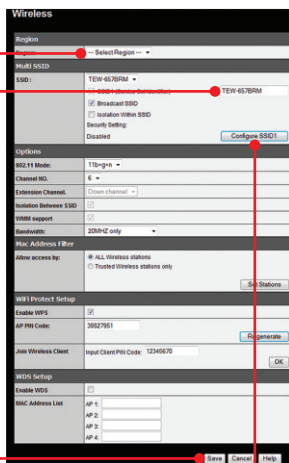 Wireless
Region
Region: -- Select Region --
Multi SSID
SSID: TEW-657BRM
TEW-657BRM
Broadcast SSID
Isolation Within SSID
Security Setting:
Disabled Configure SSID1
Options
802.11 Mode: 11b+g+n
Channel NO. 6
Extension Channel. Down channel
Isolation Between SSID
WMM support
Bandwidth: 20MHZ only
Mac Address Filter
Allow access by: ALL Wireless stations
Trusted Wireless stations only
Set Stations
WiFi Protect Setup
Enable WPS
AP PIN Code: 39827951
Regenerate
Join Wireless Client Input Client PIN Code: 12345670
OK
WDS Setup
Enable WDS
MAC Address List AP 1:
AP 2:
AP 3:
AP 4:
Save Cancel Help